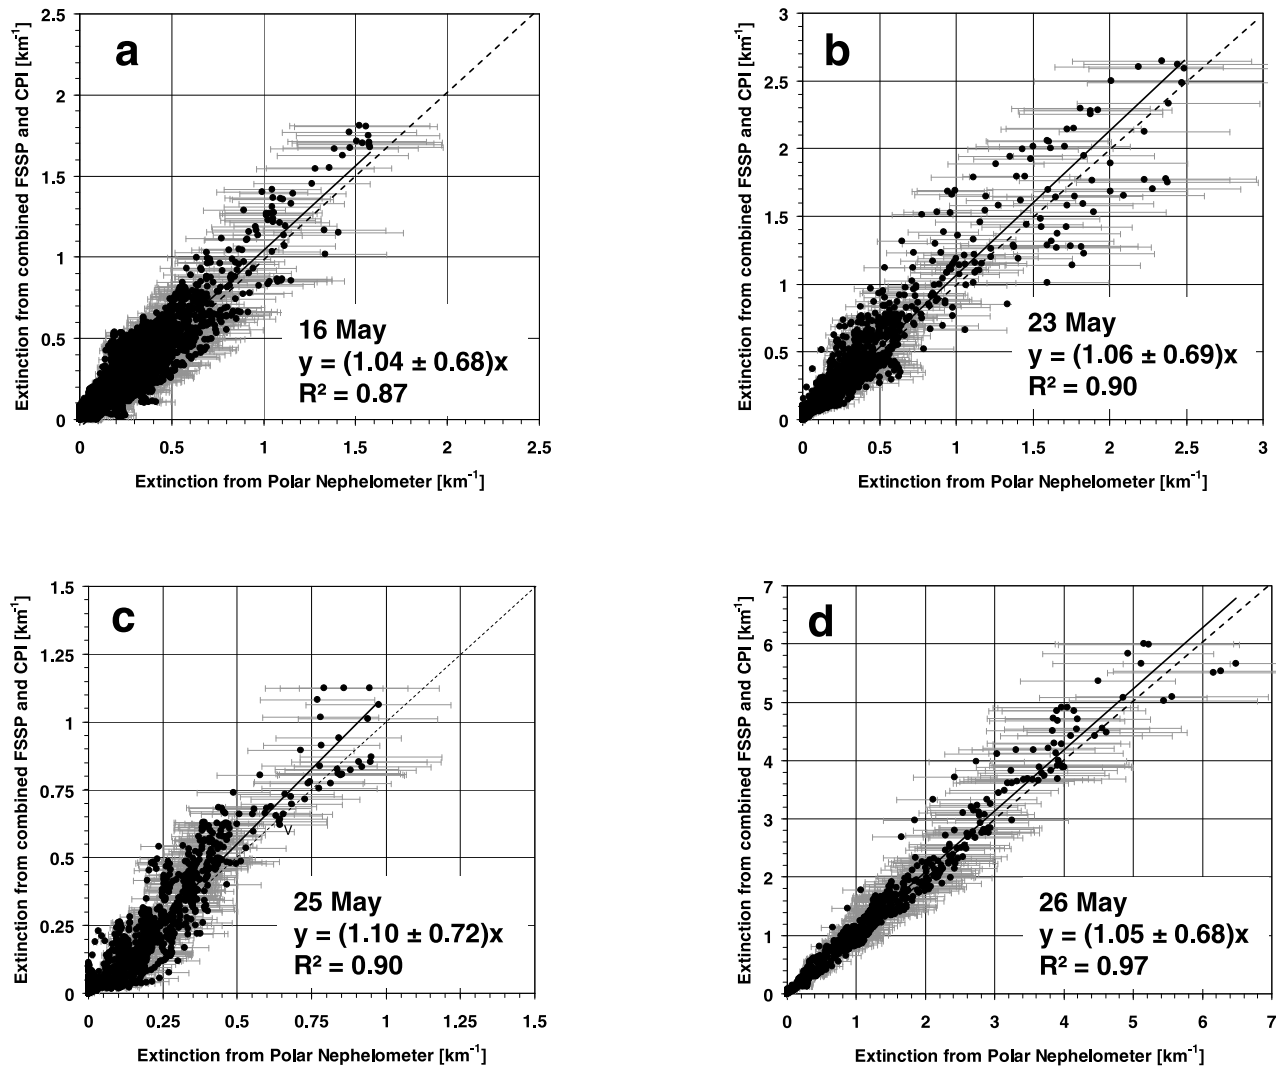 a
Extinction from combined FSSP and CPI [km⁻¹]
2.5
2
1.5
1
0.5
0
16 May
y = (1.04 ± 0.68)x
R² = 0.87
0 0.5 1 1.5 2 2.5
Extinction from Polar Nephelometer [km⁻¹]
b
Extinction from combined FSSP and CPI [km⁻¹]
3
2.5
2
1.5
1
0.5
0
23 May
y = (1.06 ± 0.69)x
R² = 0.90
0 0.5 1 1.5 2 2.5 3
Extinction from Polar Nephelometer [km⁻¹]
c
Extinction from combined FSSP and CPI [km⁻¹]
1.5
1.25
1
0.75
0.5
0.25
0
V
25 May
y = (1.10 ± 0.72)x
R² = 0.90
0 0.25 0.5 0.75 1 1.25 1.5
Extinction from Polar Nephelometer [km⁻¹]
d
Extinction from combined FSSP and CPI [km⁻¹]
7
6
5
4
3
2
1
0
26 May
y = (1.05 ± 0.68)x
R² = 0.97
0 1 2 3 4 5 6 7
Extinction from Polar Nephelometer [km⁻¹]